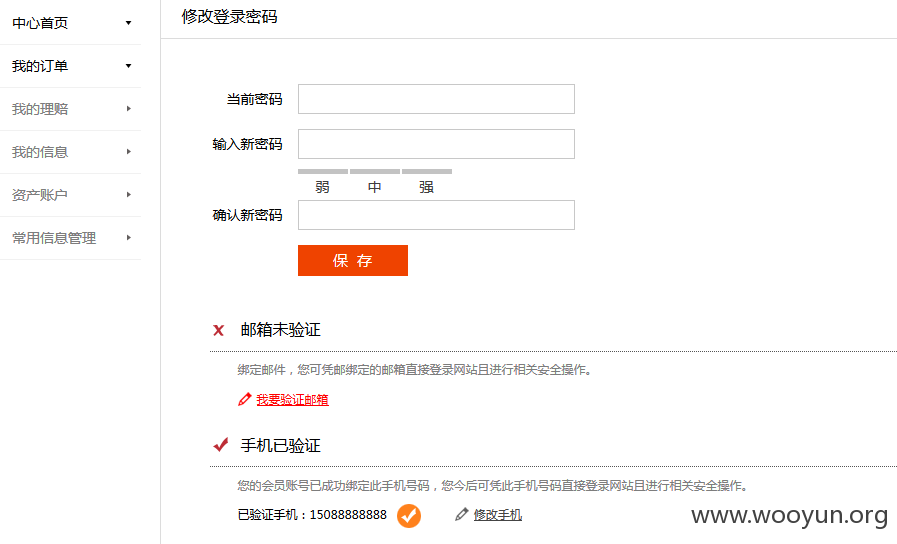 中心首页
我的订单
我的理赔
我的信息
资产账户
常用信息管理
修改登录密码
当前密码
输入新密码
弱 中 强
确认新密码
保 存
邮箱未验证
绑定邮件，您可凭邮绑定的邮箱直接登录网站且进行相关安全操作。
我要验证邮箱
手机已验证
您的会员账号已成功绑定此手机号码，您今后可凭此手机号码直接登录网站且进行相关安全操作。
已验证手机：15088888888 修改手机
www.wooyun.org